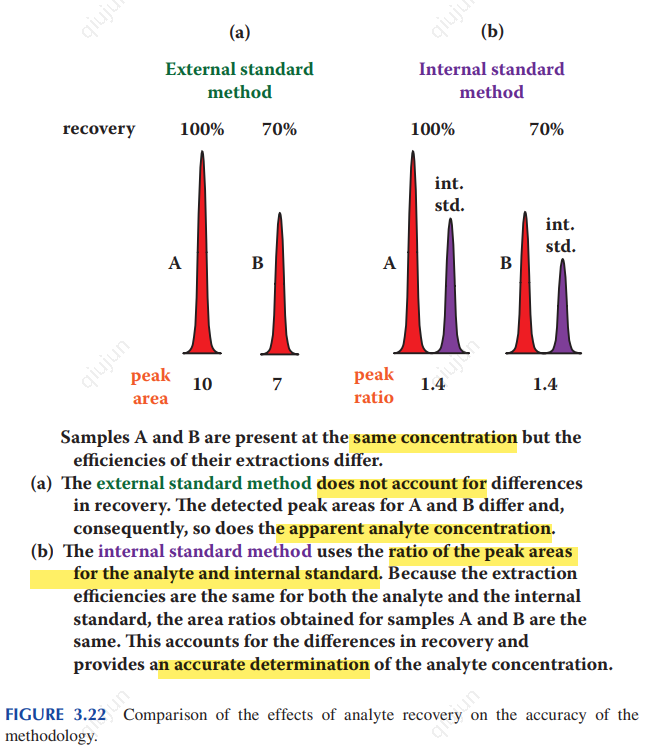 (a)
(b)
External standard
method
Internal standard
method
recovery 100% 70%
100% 70%
int.
std.
int.
std.
A
B
A
B
peak
area
10 7
peak
ratio
1.4 1.4
Samples A and B are present at the same concentration but the
efficiencies of their extractions differ.
(a) The external standard method does not account for differences
in recovery. The detected peak areas for A and B differ and,
consequently, so does the apparent analyte concentration.
(b) The internal standard method uses the ratio of the peak areas
for the analyte and internal standard. Because the extraction
efficiencies are the same for both the analyte and the internal
standard, the area ratios obtained for samples A and B are the
same. This accounts for the differences in recovery and
provides an accurate determination of the analyte concentration.
FIGURE 3.22 Comparison of the effects of analyte recovery on the accuracy of the
methodology.
qiujun
qiujun
qiujun
qiujun
qiujun
qiujun